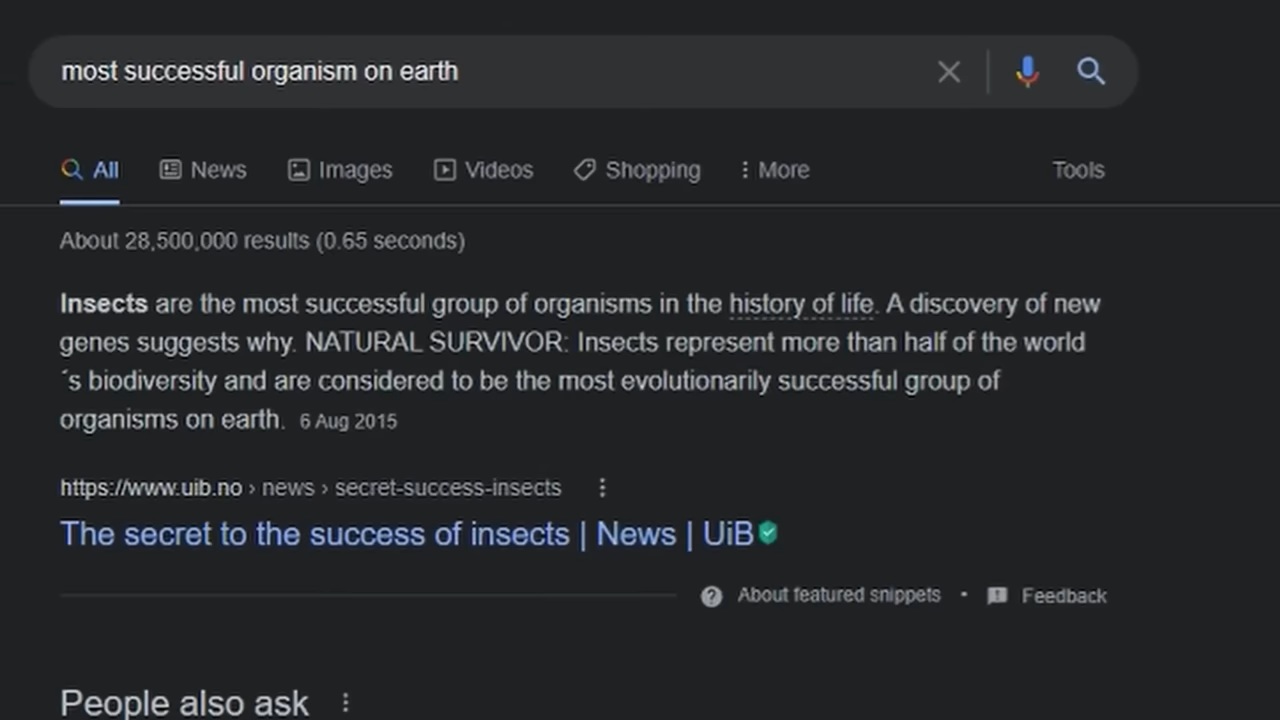 most successful organism on earth
All News Images Videos Shopping More Tools
About 28,500,000 results (0.65 seconds)
Insects are the most successful group of organisms in the history of life. A discovery of new
genes suggests why. NATURAL SURVIVOR: Insects represent more than half of the world
´s biodiversity and are considered to be the most evolutionarily successful group of
organisms on earth. 6 Aug 2015
https://www.uib.no › news › secret-success-insects
The secret to the success of insects | News | UiB
About featured snippets • Feedback
People also ask